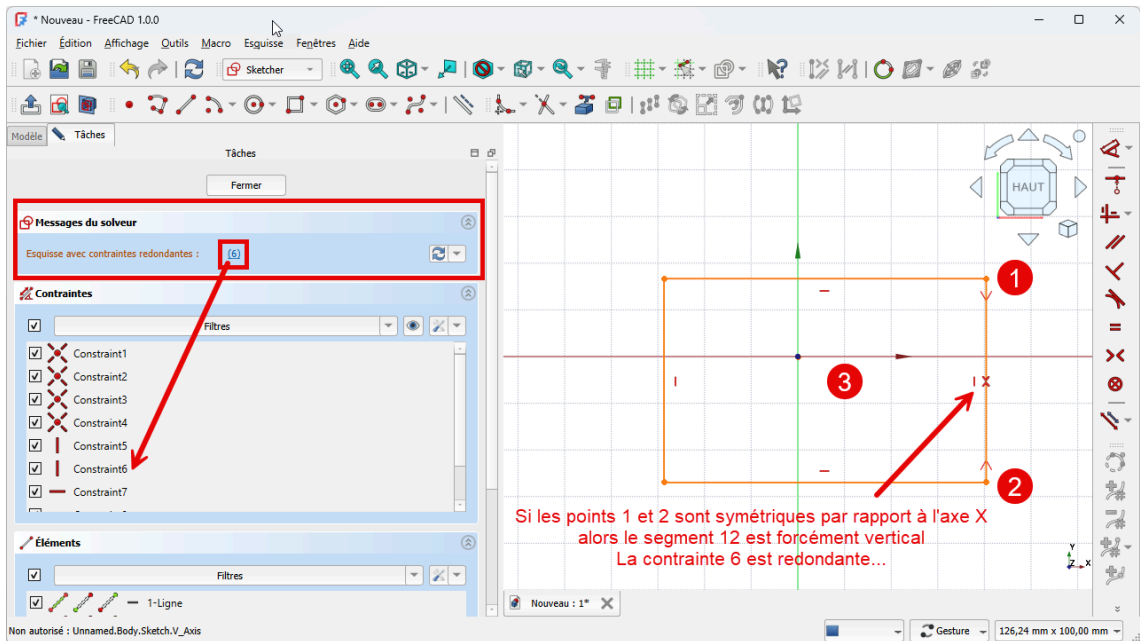 * Nouveau - FreeCAD 1.0.0
Fichier Édition Affichage Outils Macro Esquisse Fenêtres Aide
Sketcher
Modèle Tâches
Tâches
Fermer
Messages du solveur
Esquisse avec contraintes redondantes : (6)
Contraintes
Filtres
Constraint1
Constraint2
Constraint3
Constraint4
Constraint5
Constraint6
Constraint7
Éléments
Filtres
1-Ligne
HAUT
1
3
2
Si les points 1 et 2 sont symétriques par rapport à l'axe X
alors le segment 12 est forcément vertical
La contrainte 6 est redondante...
Y
Z X
Nouveau : 1*
Non autorisé : Unnamed.Body.Sketch.V_Axis
Gesture 126,24 mm x 100,00 mm